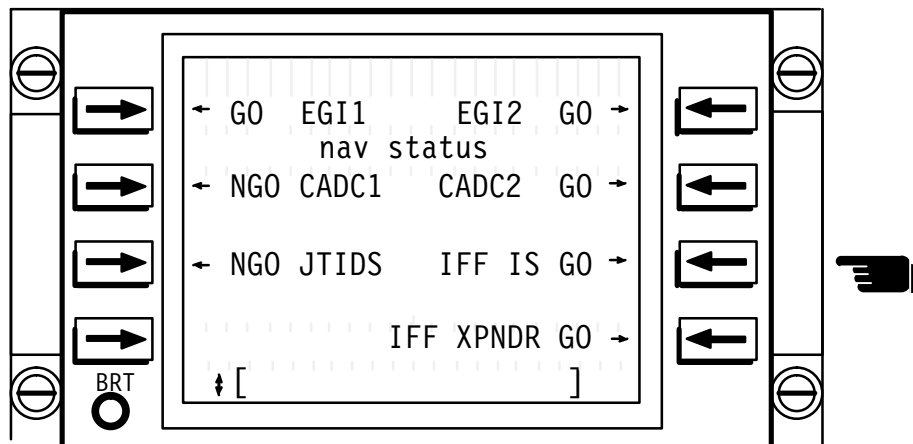 ← GO EGI1 EGI2 GO →
nav status
← NGO CADC1 CADC2 GO →
← NGO JTIDS IFF IS GO →
IFF XPNDR GO →
BRT
[ ]